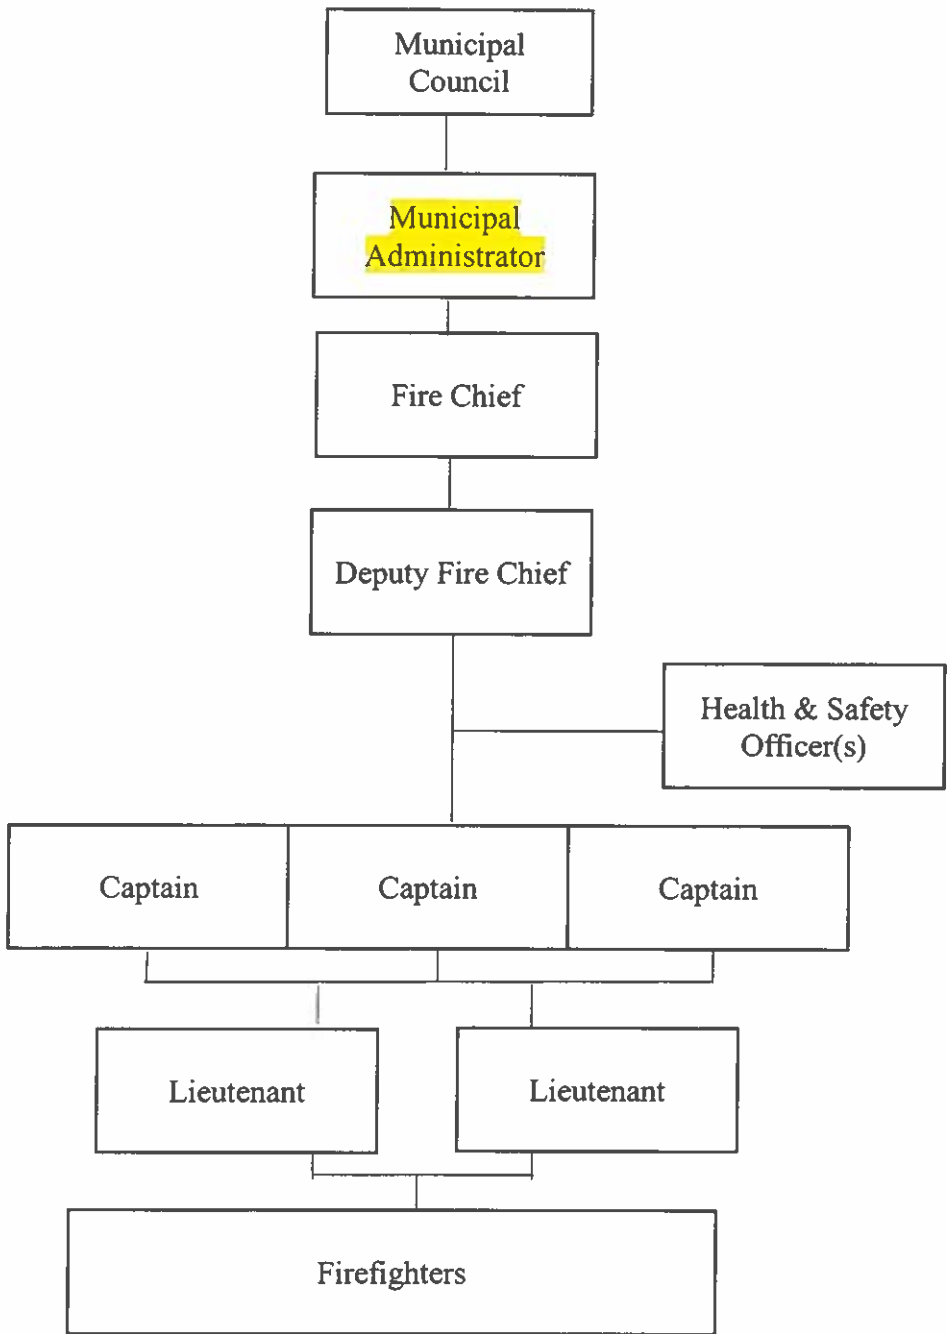 Municipal
Council
Municipal
Administrator
Fire Chief
Deputy Fire Chief
Health & Safety
Officer(s)
Captain
Captain
Captain
Lieutenant
Lieutenant
Firefighters